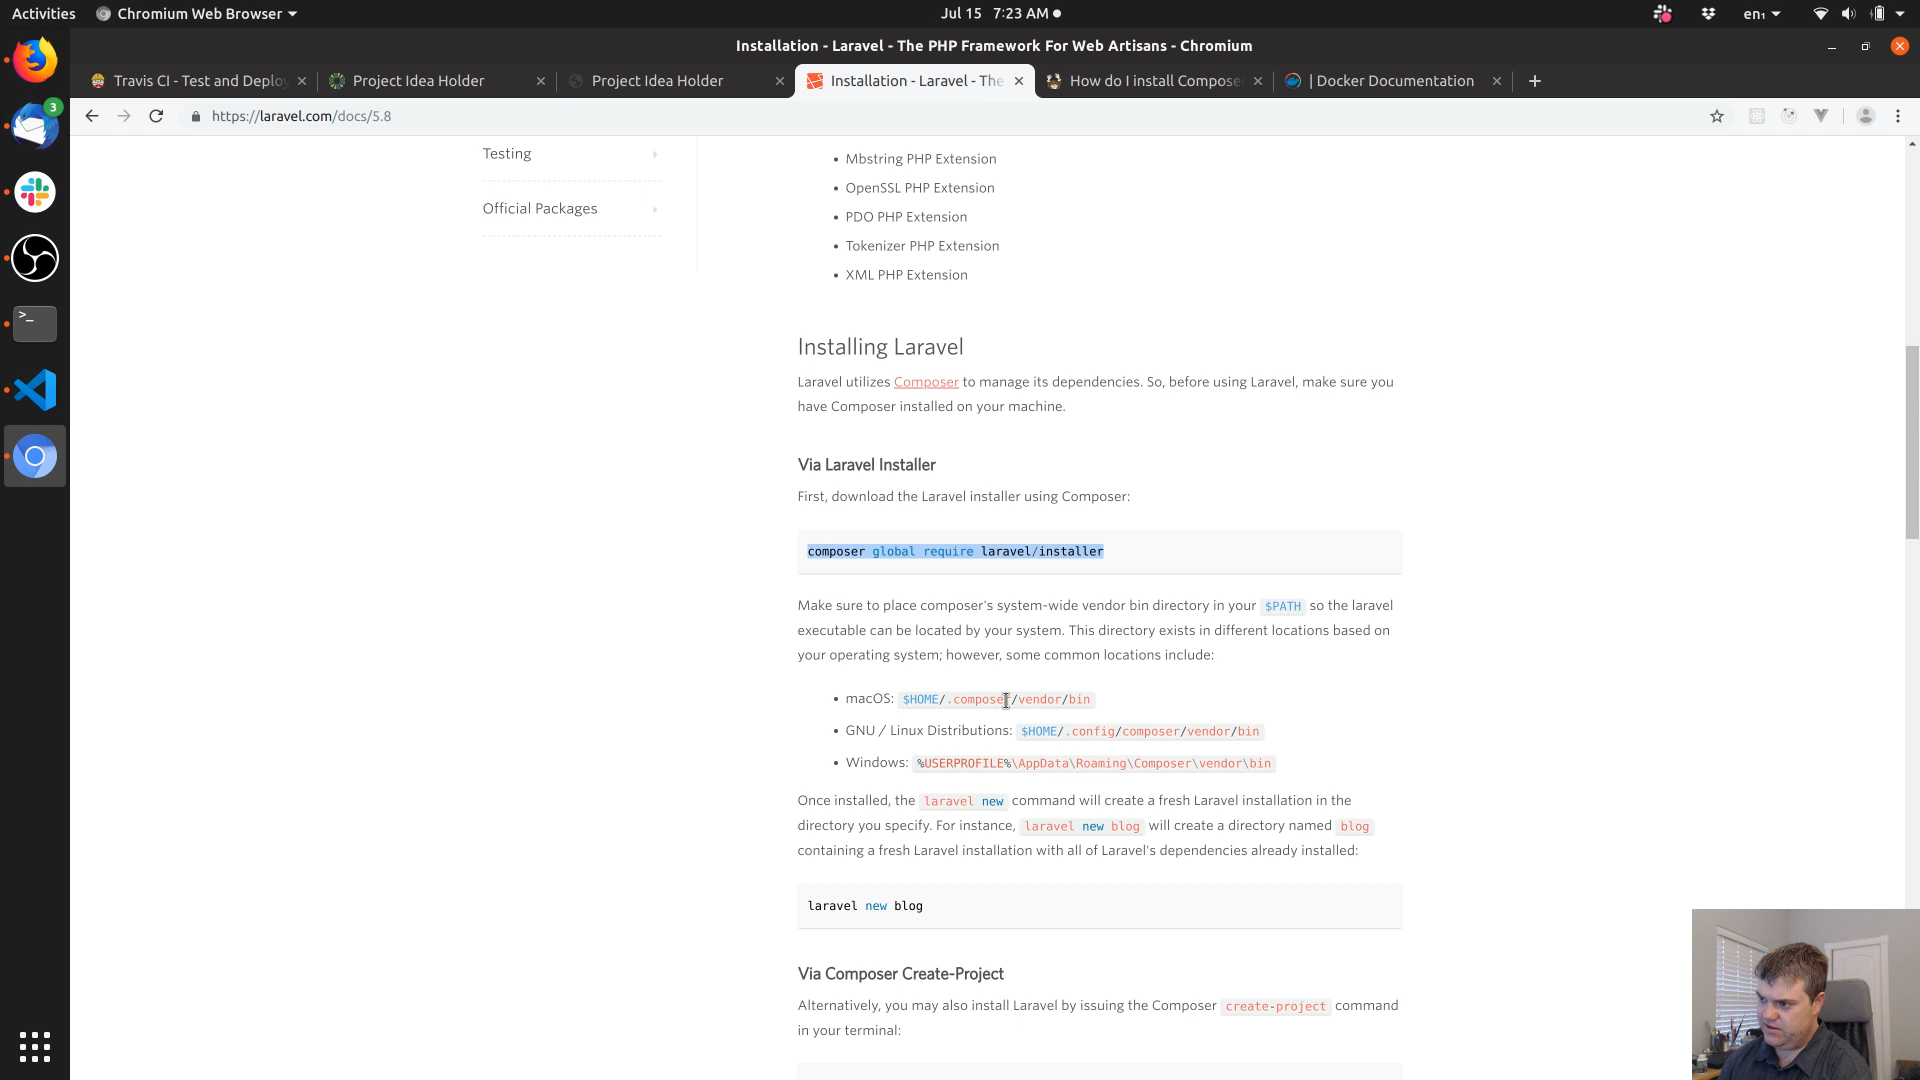 Activities
Chromium Web Browser
Jul 15 7:23 AM
en₁
Installation - Laravel - The PHP Framework For Web Artisans - Chromium
Travis CI - Test and Deploy
Project Idea Holder
Project Idea Holder
Installation - Laravel - The
How do I install Compose
| Docker Documentation
https://laravel.com/docs/5.8
3
>_
Testing
Official Packages
Mbstring PHP Extension
OpenSSL PHP Extension
PDO PHP Extension
Tokenizer PHP Extension
XML PHP Extension
Installing Laravel
Laravel utilizes Composer to manage its dependencies. So, before using Laravel, make sure you
have Composer installed on your machine.
Via Laravel Installer
First, download the Laravel installer using Composer:
composer global require laravel/installer
Make sure to place composer's system-wide vendor bin directory in your $PATH so the laravel
executable can be located by your system. This directory exists in different locations based on
your operating system; however, some common locations include:
macOS: $HOME/.composer/vendor/bin
GNU / Linux Distributions: $HOME/.config/composer/vendor/bin
Windows: %USERPROFILE%\AppData\Roaming\Composer\vendor\bin
Once installed, the laravel new command will create a fresh Laravel installation in the
directory you specify. For instance, laravel new blog will create a directory named blog
containing a fresh Laravel installation with all of Laravel's dependencies already installed:
laravel new blog
Via Composer Create-Project
Alternatively, you may also install Laravel by issuing the Composer create-project command
in your terminal: